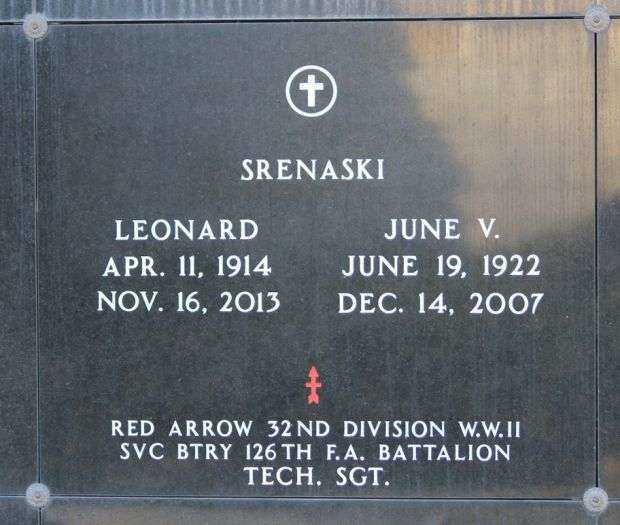 SRENASKI
LEONARD JUNE V.
APR. 11, 1914 JUNE 19, 1922
NOV. 16, 2013 DEC. 14, 2007
RED ARROW 32ND DIVISION W.W.II
SVC BTRY 126TH F.A. BATTALION
TECH. SGT.